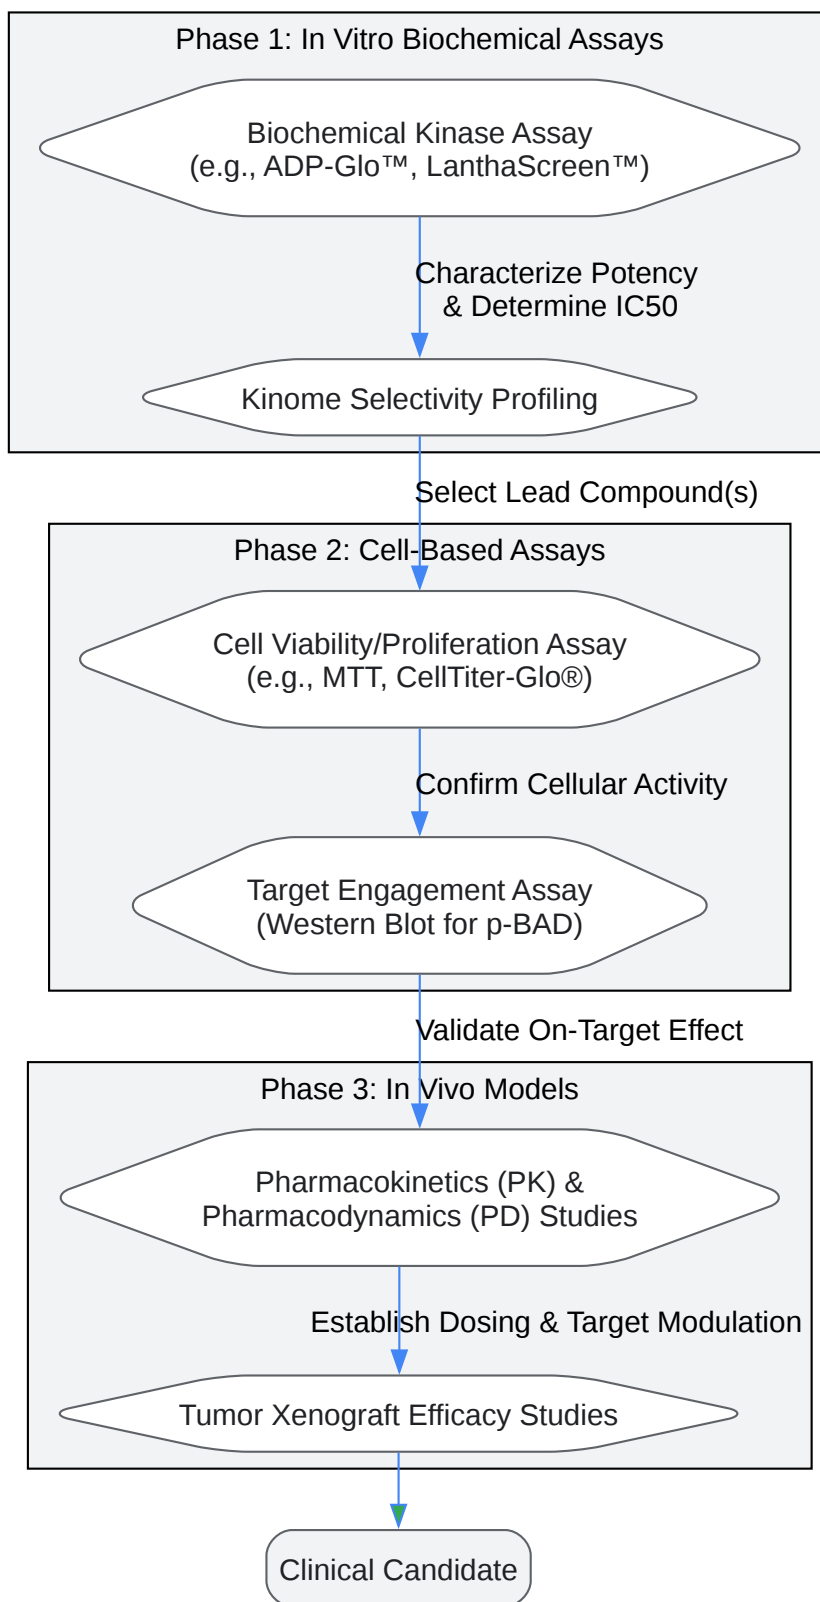 Phase 1: In Vitro Biochemical Assays
Biochemical Kinase Assay
(e.g., ADP-Glo™, LanthaScreen™)
Characterize Potency
& Determine IC50
Kinome Selectivity Profiling
Select Lead Compound(s)
Phase 2: Cell-Based Assays
Cell Viability/Proliferation Assay
(e.g., MTT, CellTiter-Glo®)
Confirm Cellular Activity
Target Engagement Assay
(Western Blot for p-BAD)
Validate On-Target Effect
Phase 3: In Vivo Models
Pharmacokinetics (PK) &
Pharmacodynamics (PD) Studies
Establish Dosing & Target Modulation
Tumor Xenograft Efficacy Studies
Clinical Candidate